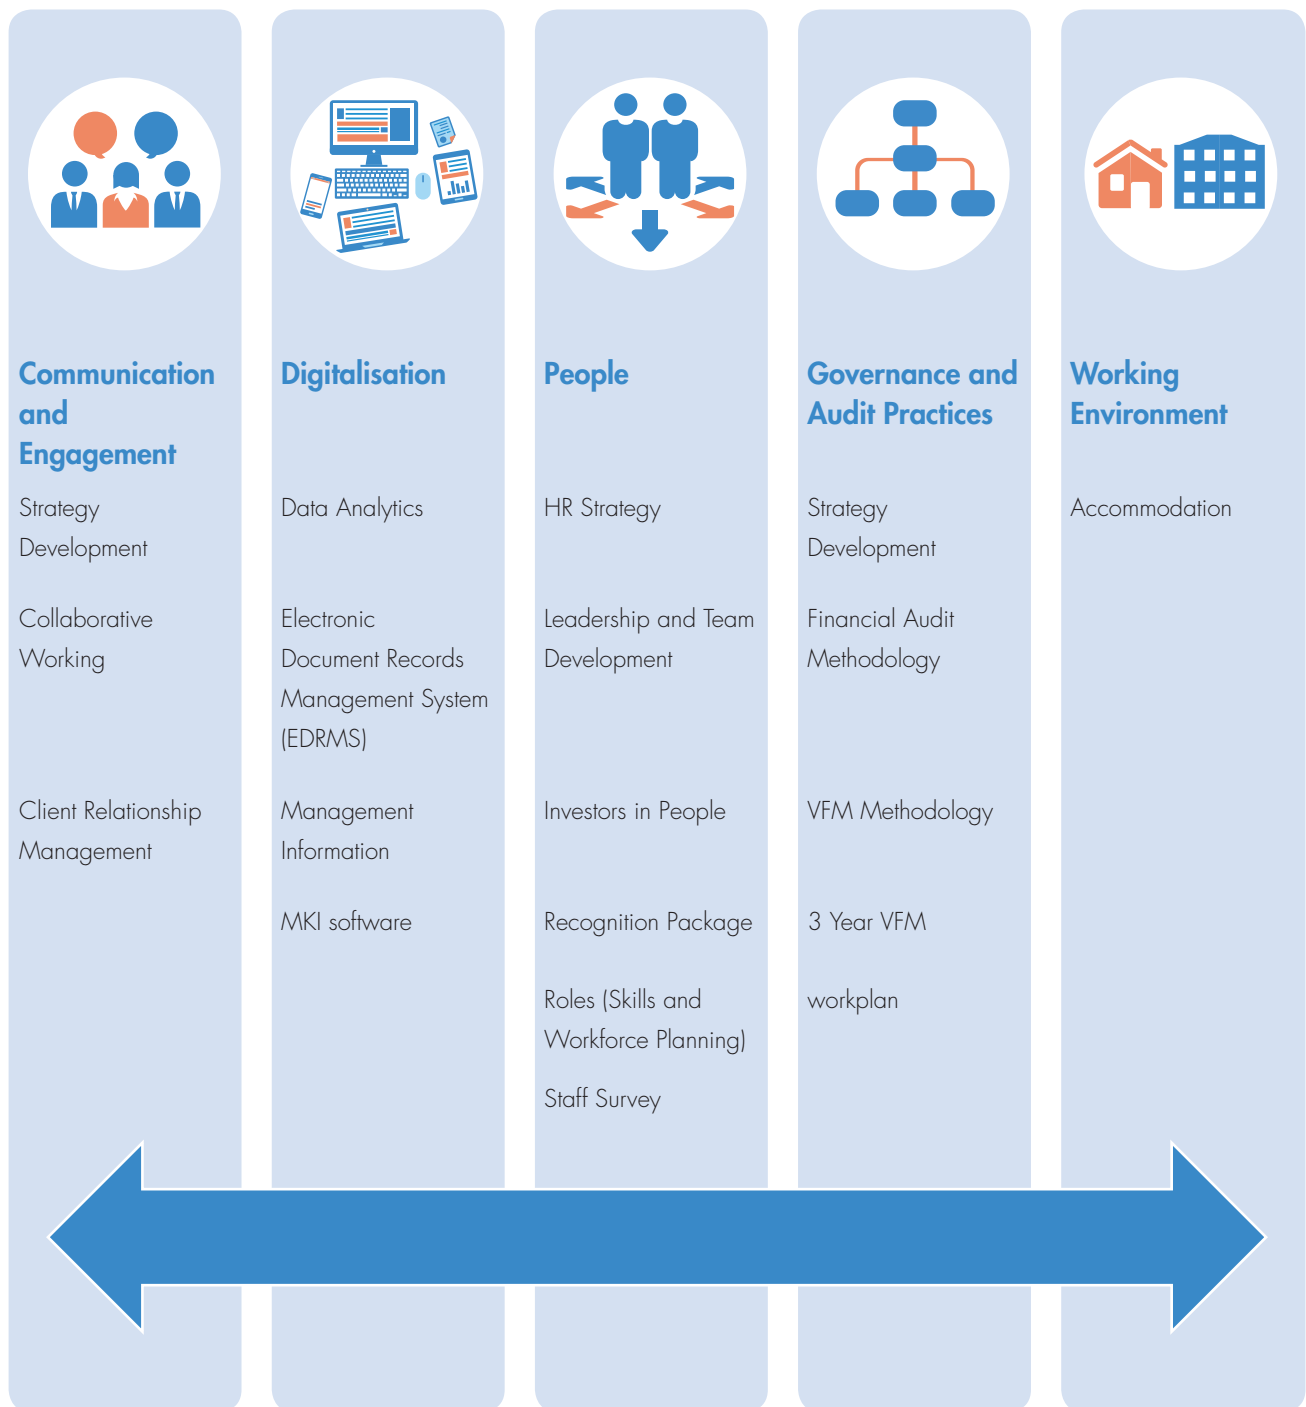 Communication
and
Engagement
Strategy
Development
Collaborative
Working
Client Relationship
Management
Digitalisation
Data Analytics
Electronic
Document Records
Management System
(EDRMS)
Management
Information
MKI software
People
HR Strategy
Leadership and Team
Development
Investors in People
Recognition Package
Roles (Skills and
Workforce Planning)
Staff Survey
Governance and
Audit Practices
Strategy
Development
Financial Audit
Methodology
VFM Methodology
3 Year VFM
workplan
Working
Environment
Accommodation